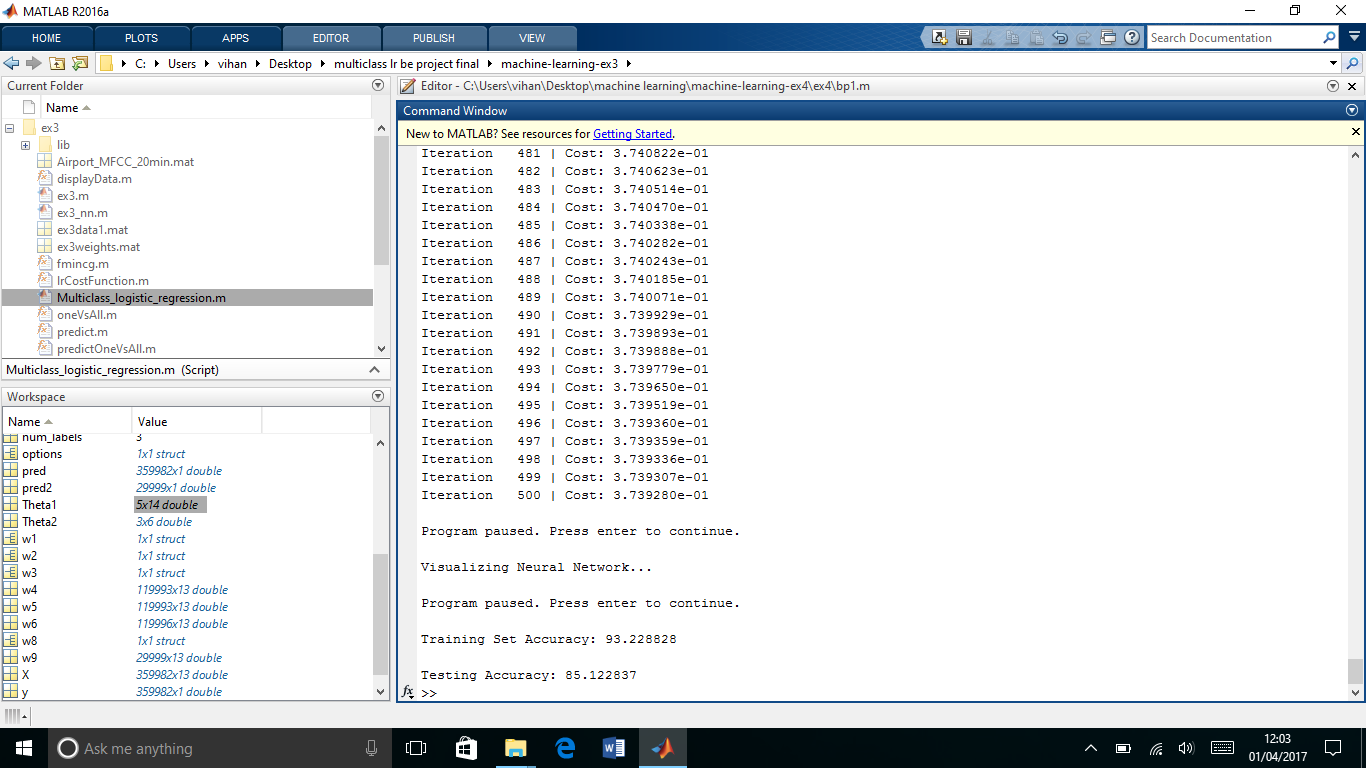 MATLAB R2016a
HOME PLOTS APPS EDITOR PUBLISH VIEW Search Documentation
C: Users vihan Desktop multiclass lr be project final machine-learning-ex3
Current Folder
Name
ex3
lib
Airport_MFCC_20min.mat
displayData.m
ex3.m
ex3_nn.m
ex3data1.mat
ex3weights.mat
fmincg.m
lrCostFunction.m
Multiclass_logistic_regression.m
oneVsAll.m
predict.m
predictOneVsAll.m
Multiclass_logistic_regression.m (Script)
Workspace
Name Value
num_labels 3
options 1x1 struct
pred 359982x1 double
pred2 29999x1 double
Theta1 5x14 double
Theta2 3x6 double
w1 1x1 struct
w2 1x1 struct
w3 1x1 struct
w4 119993x13 double
w5 119993x13 double
w6 119996x13 double
w8 1x1 struct
w9 29999x13 double
X 359982x13 double
y 359982x1 double
Editor - C:\Users\vihan\Desktop\machine learning\machine-learning-ex4\ex4\bp1.m
Command Window
New to MATLAB? See resources for Getting Started.
Iteration 481 | Cost: 3.740822e-01
Iteration 482 | Cost: 3.740623e-01
Iteration 483 | Cost: 3.740514e-01
Iteration 484 | Cost: 3.740470e-01
Iteration 485 | Cost: 3.740338e-01
Iteration 486 | Cost: 3.740282e-01
Iteration 487 | Cost: 3.740243e-01
Iteration 488 | Cost: 3.740185e-01
Iteration 489 | Cost: 3.740071e-01
Iteration 490 | Cost: 3.739929e-01
Iteration 491 | Cost: 3.739893e-01
Iteration 492 | Cost: 3.739888e-01
Iteration 493 | Cost: 3.739779e-01
Iteration 494 | Cost: 3.739650e-01
Iteration 495 | Cost: 3.739519e-01
Iteration 496 | Cost: 3.739360e-01
Iteration 497 | Cost: 3.739359e-01
Iteration 498 | Cost: 3.739336e-01
Iteration 499 | Cost: 3.739307e-01
Iteration 500 | Cost: 3.739280e-01
Program paused. Press enter to continue.
Visualizing Neural Network...
Program paused. Press enter to continue.
Training Set Accuracy: 93.228828
Testing Accuracy: 85.122837
fx >>
Ask me anything
12:03
01/04/2017